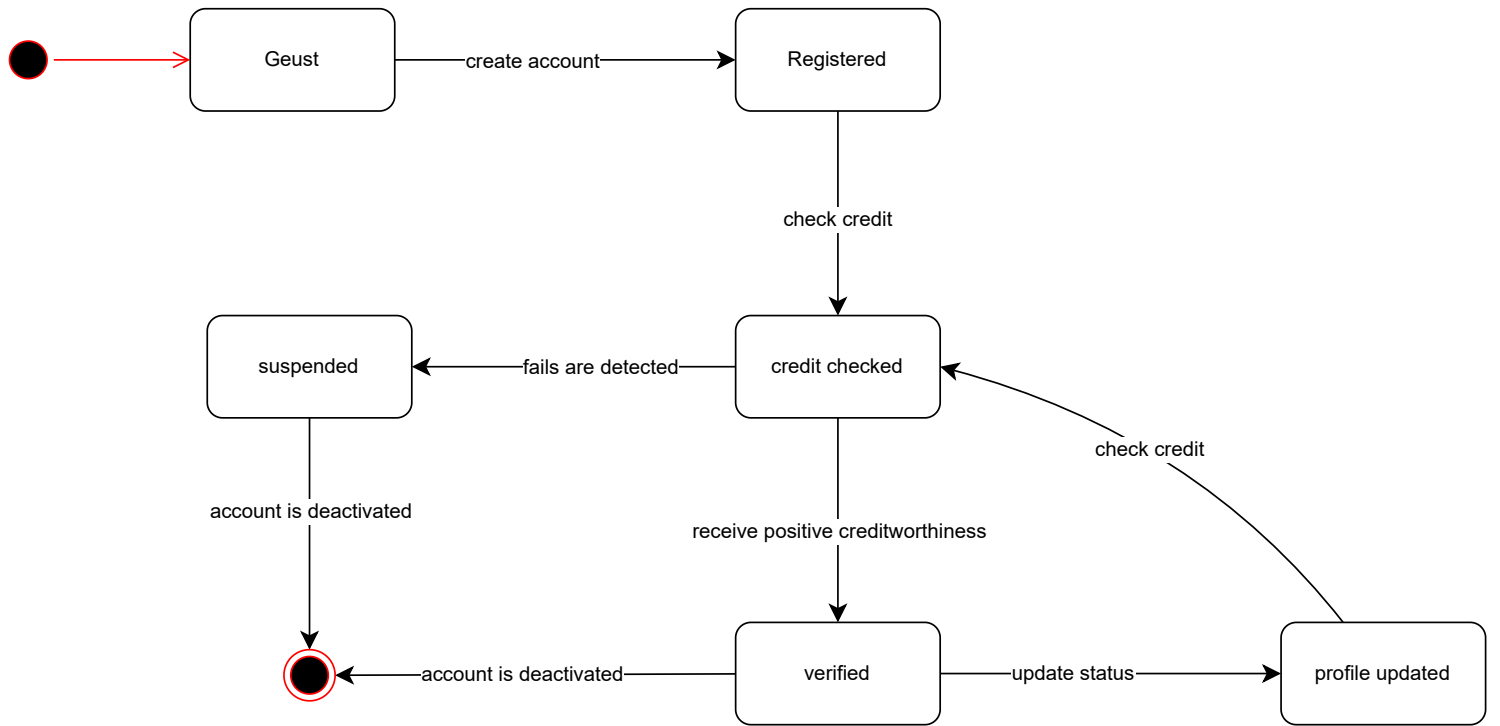 Geust
create account
Registered
check credit
suspended
fails are detected
credit checked
check credit
account is deactivated
receive positive creditworthiness
account is deactivated
verified
update status
profile updated